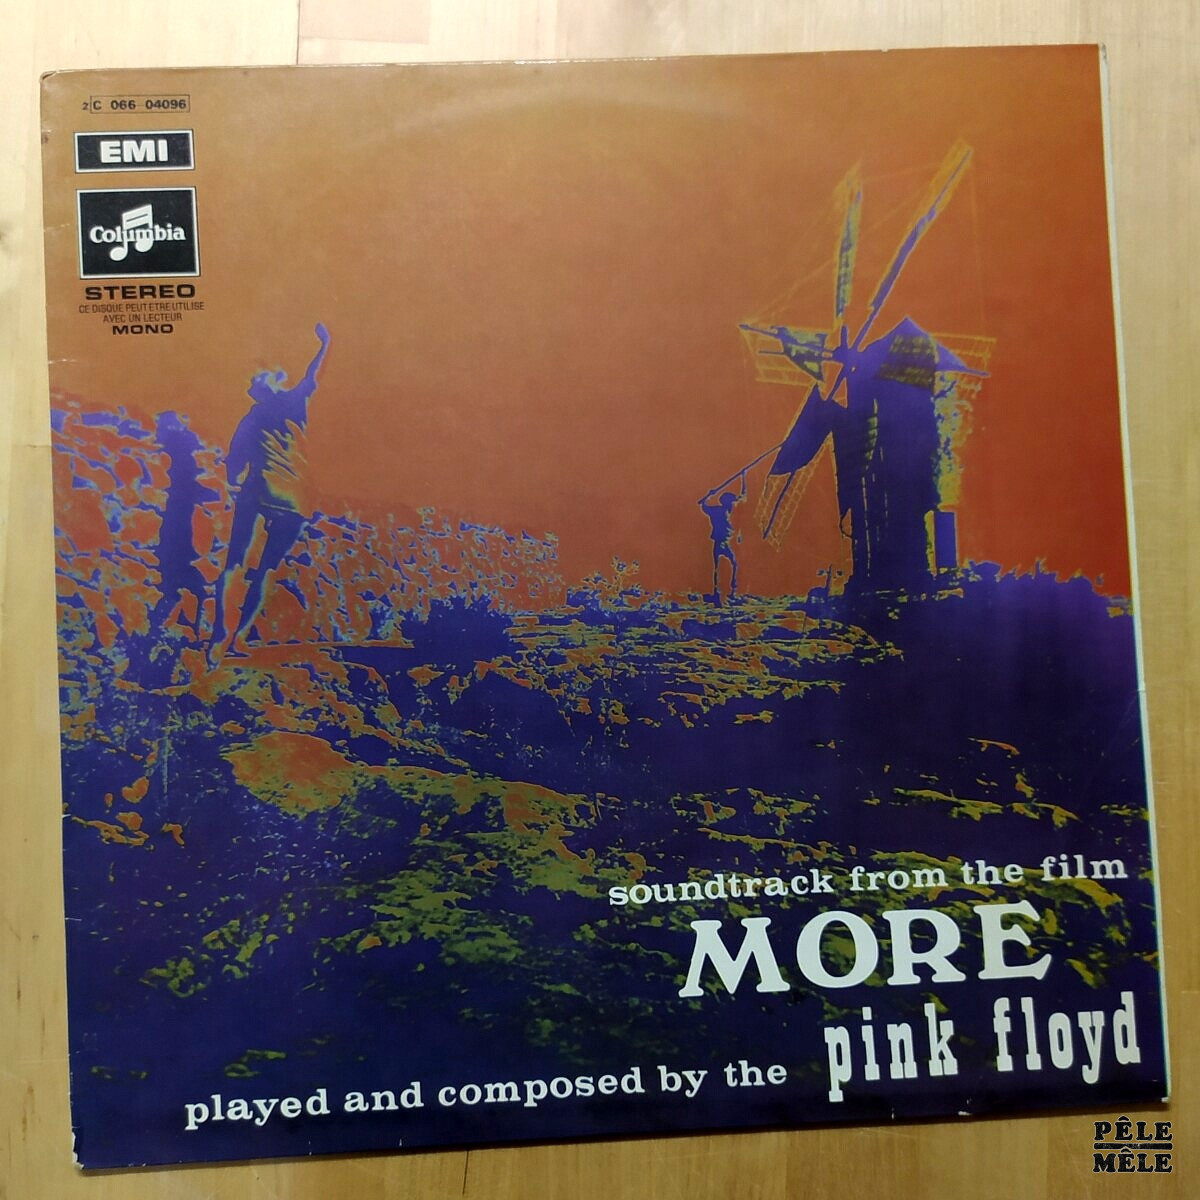 2 C 066 04096
EMI
Columbia
STEREO
CE DISQUE PEUT ETRE UTILISE
AVEC UN LECTEUR
MONO
soundtrack from the film
MORE
played and composed by the pink floyd
PÊLE
MÊLE